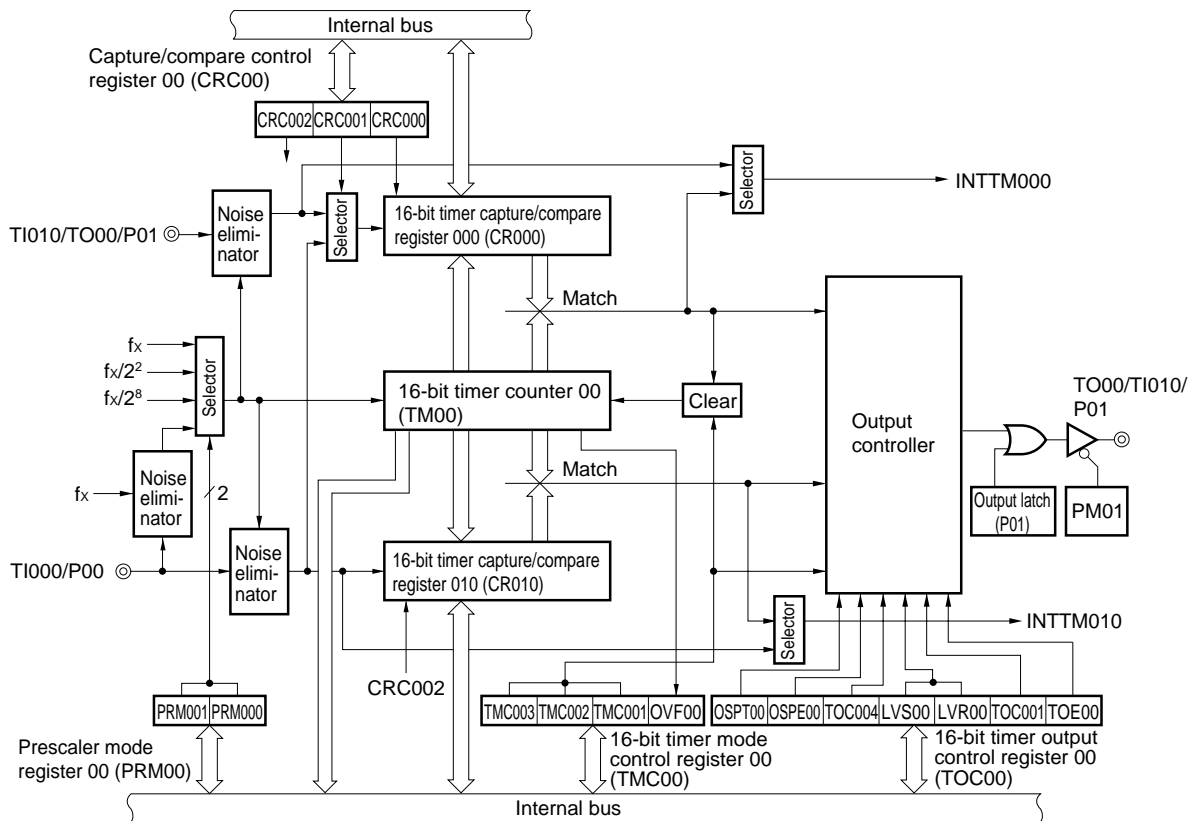 Internal bus
Capture/compare control
register 00 (CRC00)
CRC002 CRC001 CRC000
Selector
INTTM000
Noise
elimi-
nator
Selector
16-bit timer capture/compare
register 000 (CR000)
TI010/TO00/P01
Match
fX
fX/2²
fX/2⁸
Selector
16-bit timer counter 00
(TM00)
Clear
Output
controller
TO00/TI010/
P01
Match
fX
Noise
elimi-
nator
2
Output latch
(P01)
PM01
TI000/P00
Noise
elimi-
nator
16-bit timer capture/compare
register 010 (CR010)
Selector
INTTM010
CRC002
PRM001 PRM000
TMC003 TMC002 TMC001 OVF00
OSPT00 OSPE00 TOC004 LVS00 LVR00 TOC001 TOE00
Prescaler mode
register 00 (PRM00)
16-bit timer mode
control register 00
(TMC00)
16-bit timer output
control register 00
(TOC00)
Internal bus